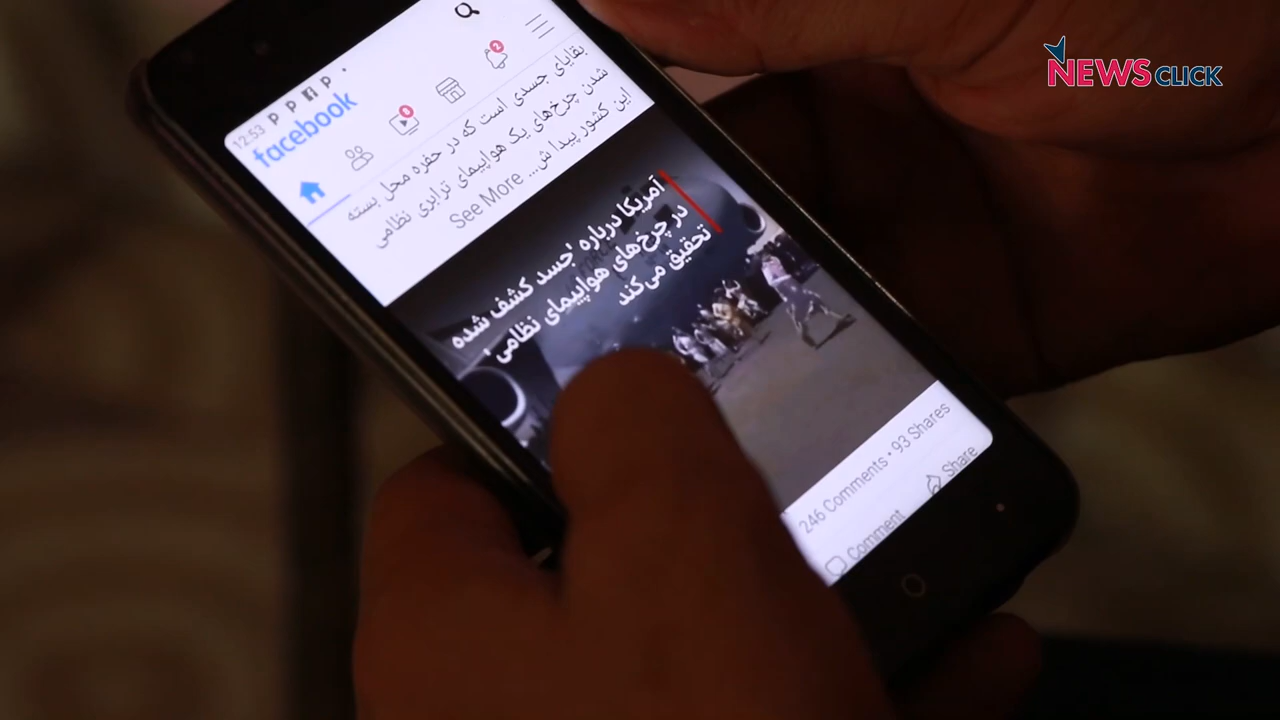 NEWSCLICK
12:53
facebook
2
8
بقایای جسدی است که در حفره محل بسته
شدن چرخ‌های یک هواپیمای ترابری نظامی
این کشور پیدا ش... See More
آمریکا درباره 'جسد کشف شده
در چرخ‌های هواپیمای نظامی'
تحقیق می‌کند
246 Comments • 93 Shares
Comment
Share